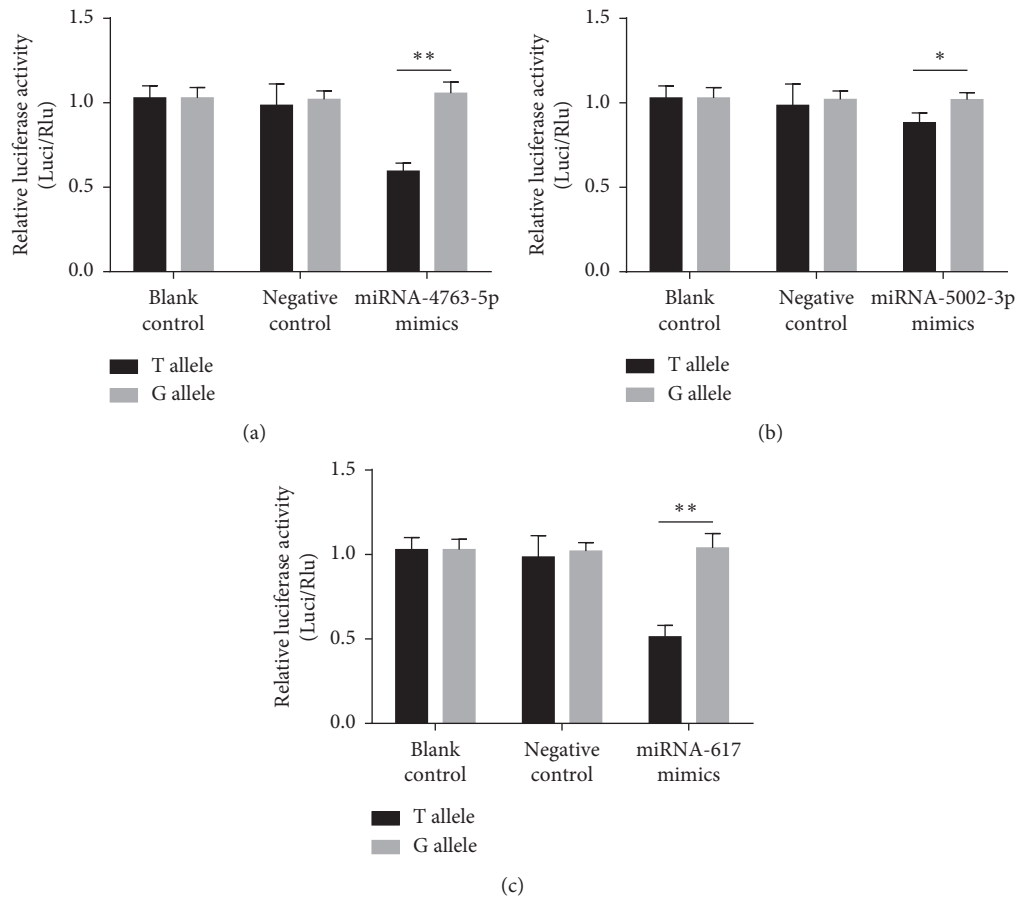 Relative luciferase activity
(Luci/Rlu)
1.5
1.0
0.5
0.0
**
Blank
control
Negative
control
miRNA-4763-5p
mimics
T allele
G allele
(a)
Relative luciferase activity
(Luci/Rlu)
1.5
1.0
0.5
0.0
*
Blank
control
Negative
control
miRNA-5002-3p
mimics
T allele
G allele
(b)
Relative luciferase activity
(Luci/Rlu)
1.5
1.0
0.5
0.0
**
Blank
control
Negative
control
miRNA-617
mimics
T allele
G allele
(c)